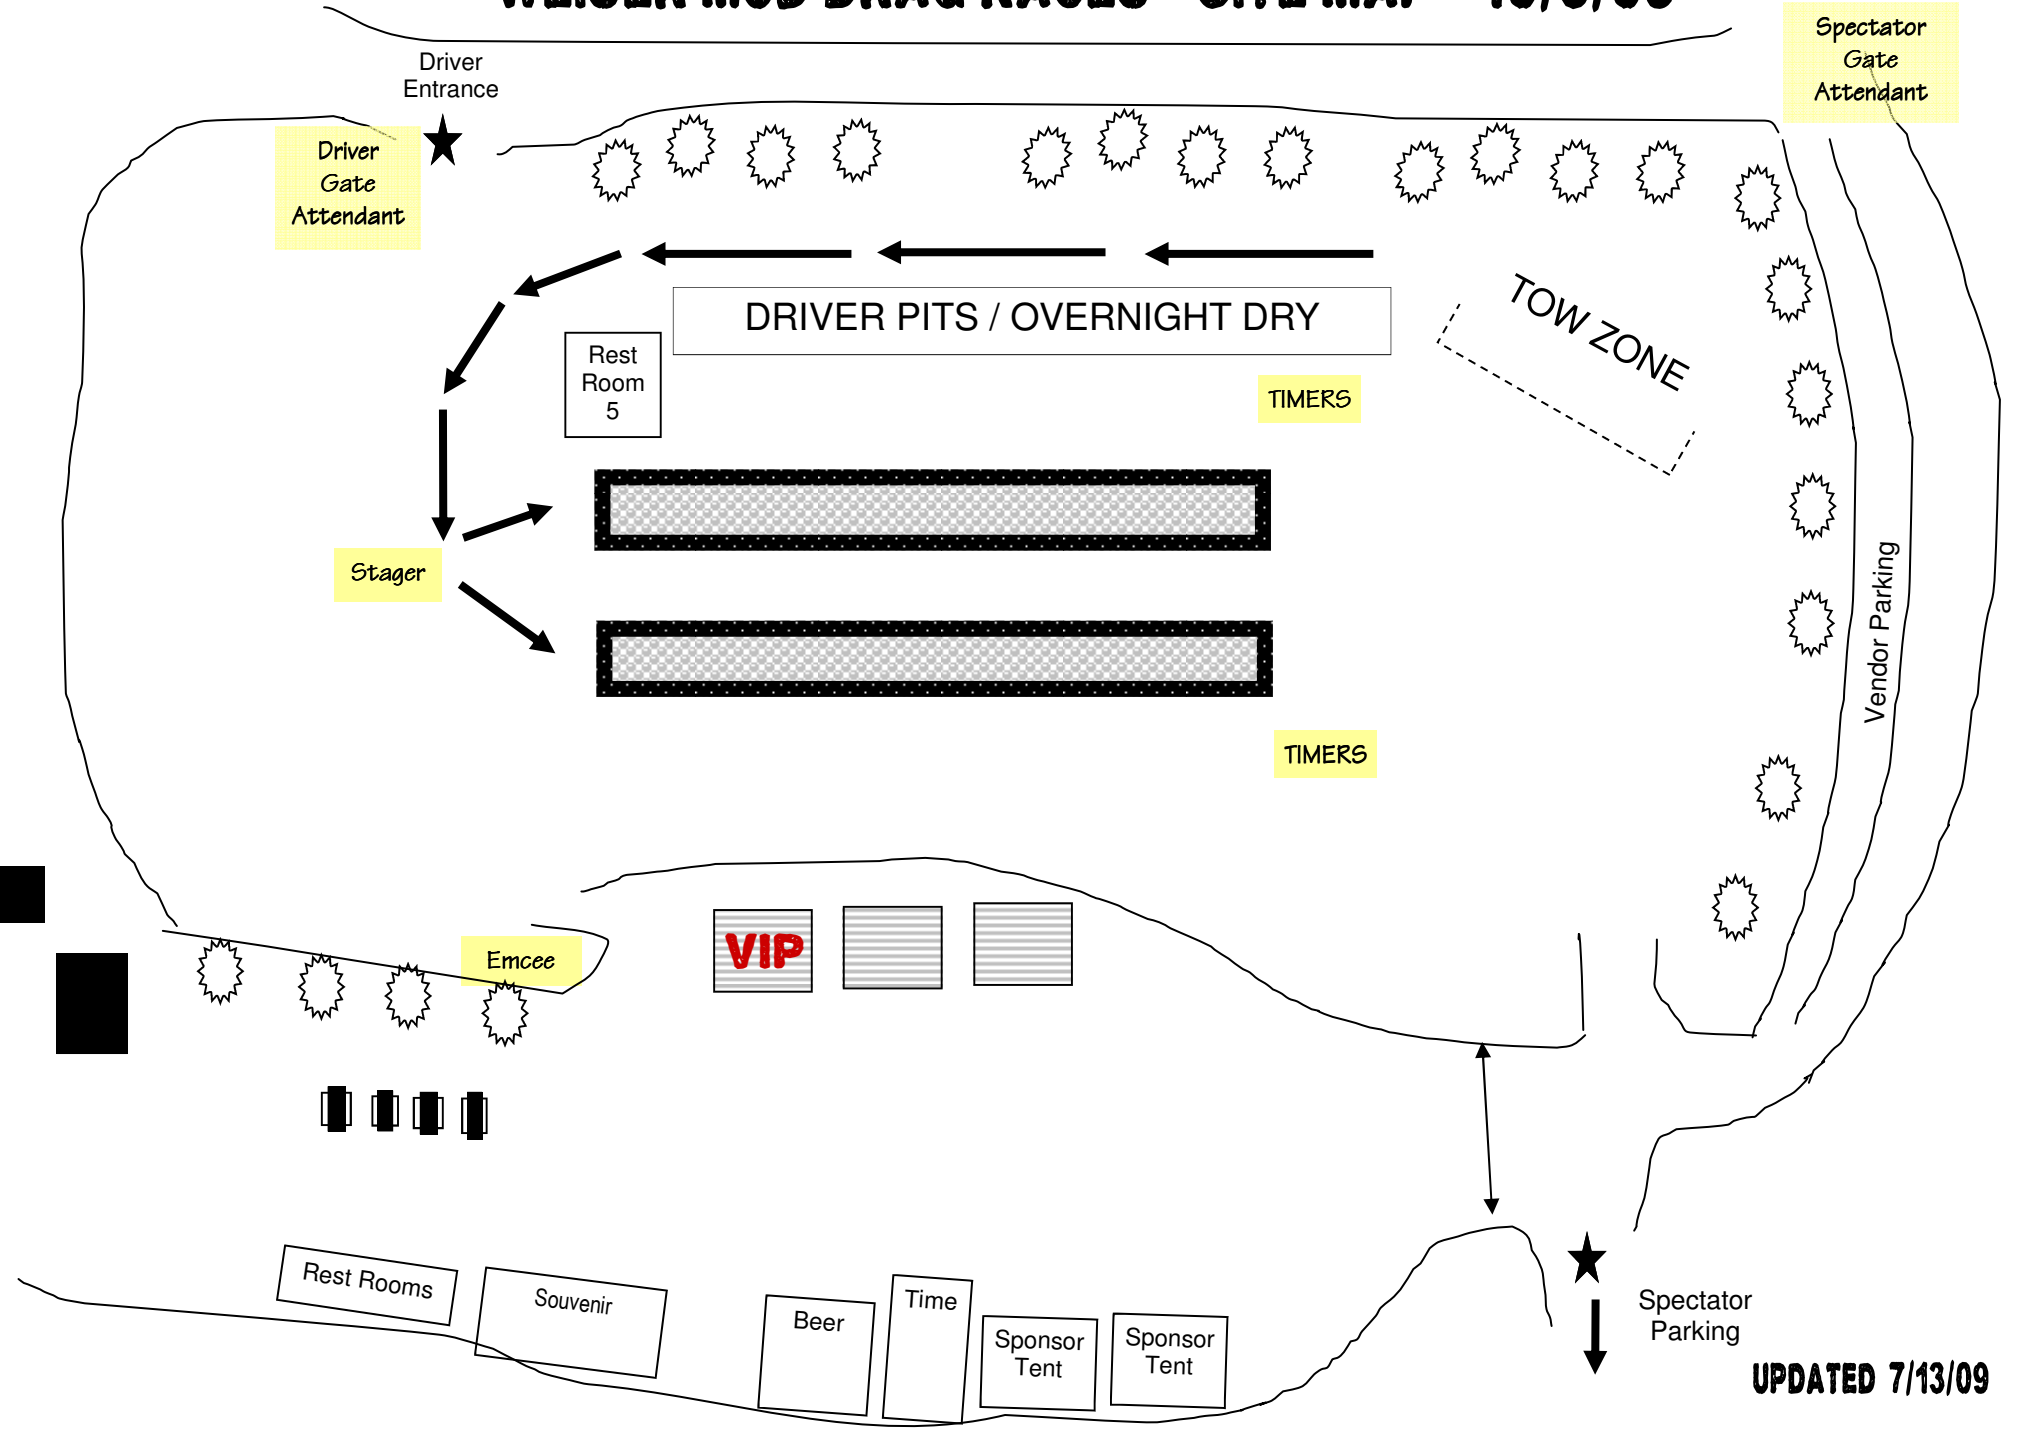 Spectator
Gate
Attendant
Driver
Entrance
Driver
Gate
Attendant
DRIVER PITS / OVERNIGHT DRY
TOW ZONE
Rest
Room
5
TIMERS
Stager
Vendor Parking
TIMERS
Emcee
VIP
Rest Rooms
Souvenir
Beer
Time
Sponsor
Tent
Sponsor
Tent
Spectator
Parking
UPDATED 7/13/09